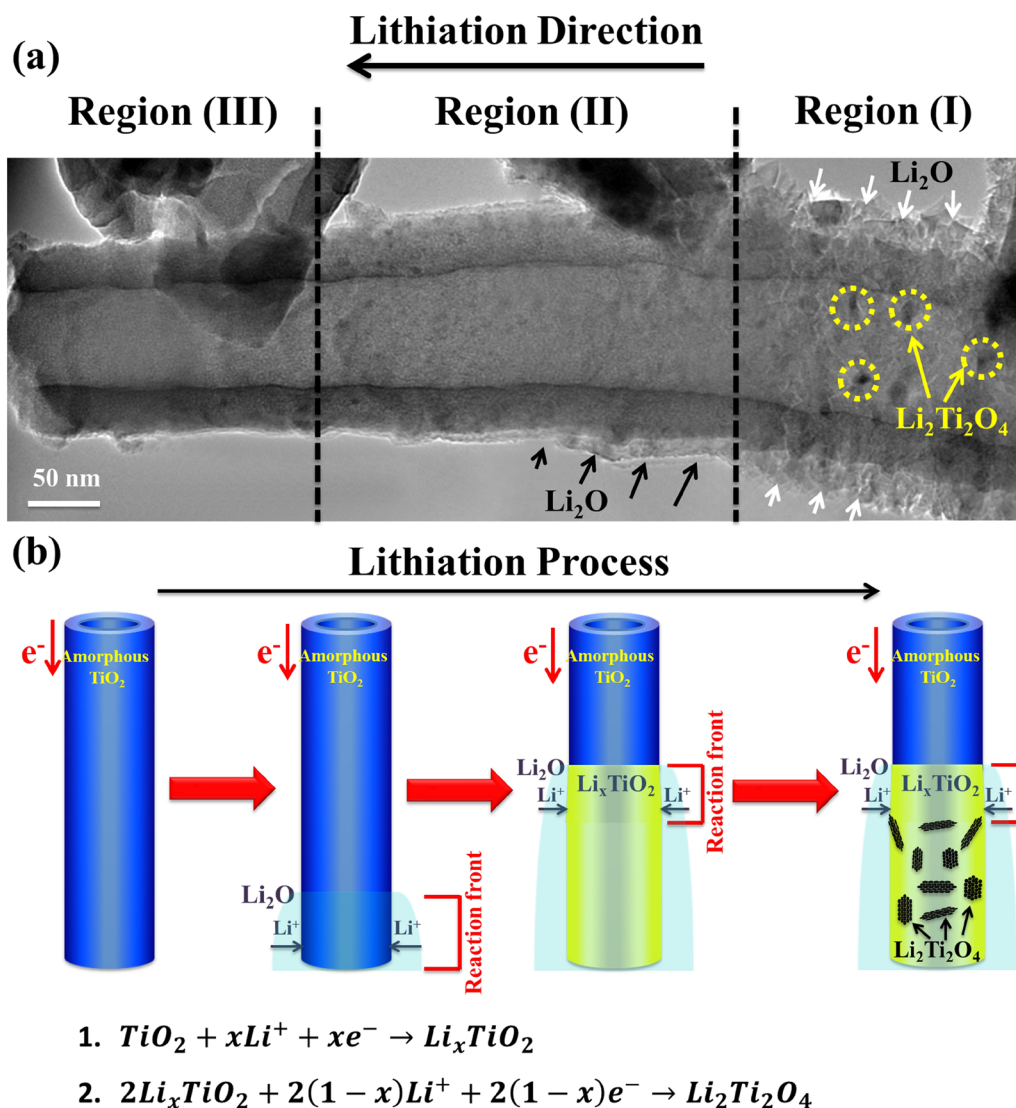 (a)
Lithiation Direction
Region (III) Region (II) Region (I)
Li₂O
Li₂Ti₂O₄
Li₂O
50 nm
(b)
Lithiation Process
e⁻ e⁻ e⁻ e⁻
Amorphous TiO₂
Amorphous TiO₂
Amorphous TiO₂
Amorphous TiO₂
Li₂O
Li⁺ Li⁺
Reaction front
Li₂O
LiₓTiO₂
Li⁺ Li⁺
Reaction front
Li₂O
LiₓTiO₂
Li⁺ Li⁺
Li₂Ti₂O₄
1. TiO₂ + xLi⁺ + xe⁻ → LiₓTiO₂
2. 2LiₓTiO₂ + 2(1 − x)Li⁺ + 2(1 − x)e⁻ → Li₂Ti₂O₄